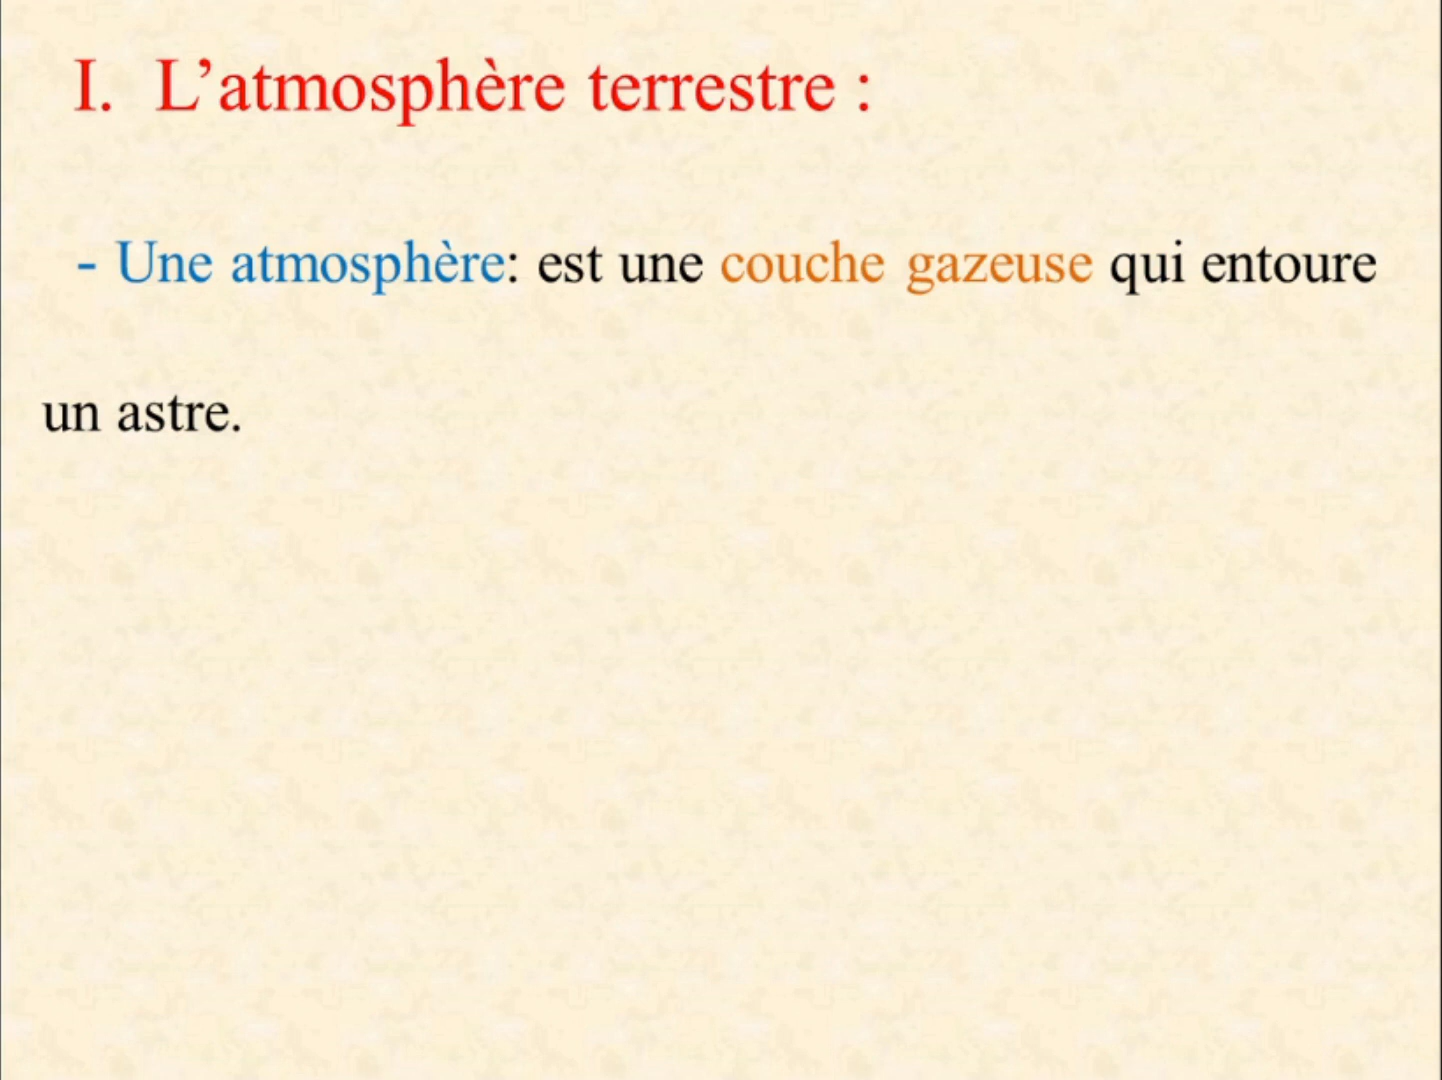 I. L’atmosphère terrestre :
- Une atmosphère: est une couche gazeuse qui entoure
un astre.